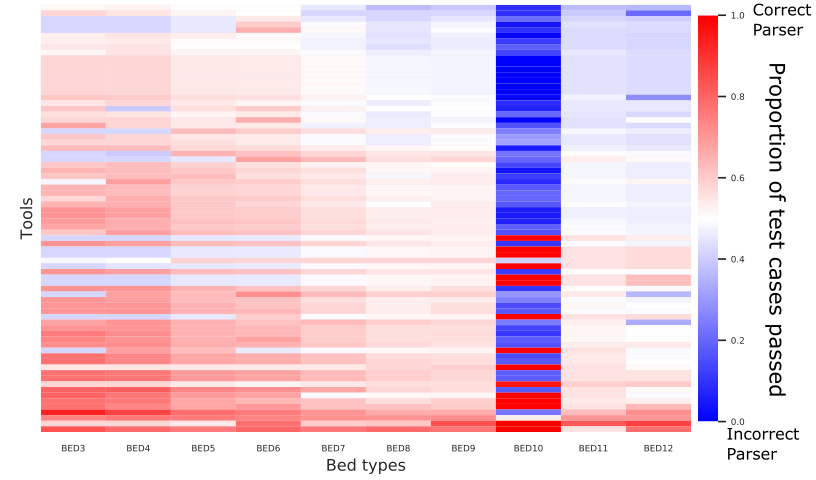 Correct
Parser
1.0
0.8
0.6
0.4
0.2
0.0
Proportion of test cases passed
Incorrect
Parser
Tools
BED3 BED4 BED5 BED6 BED7 BED8 BED9 BED10 BED11 BED12
Bed types